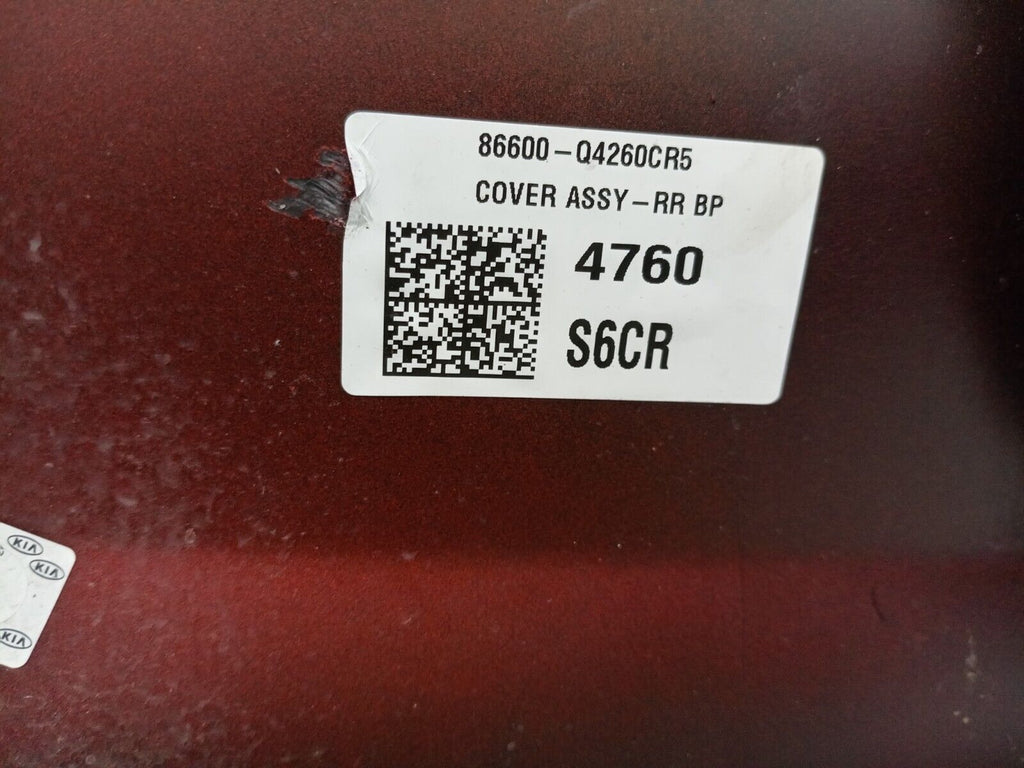 86600-Q4260CR5
COVER ASSY-RR BP
4760
S6CR
KIA
KIA
KIA